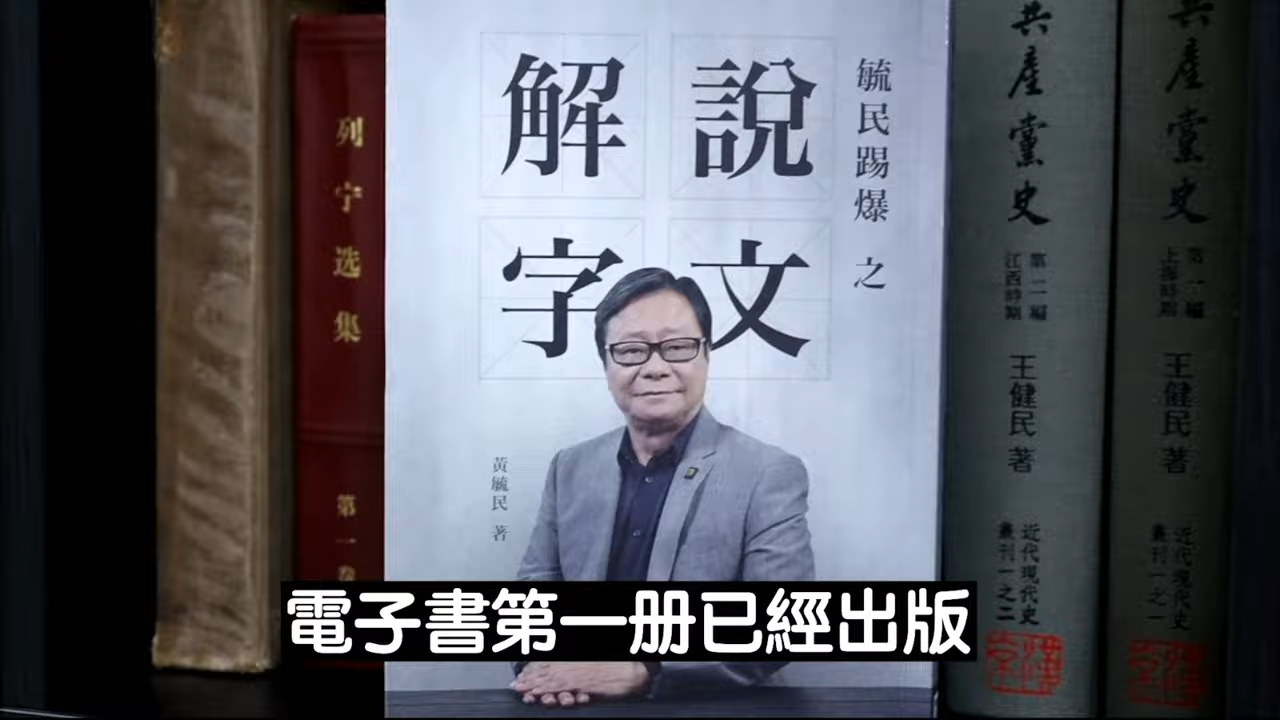 列宁选集
第一卷
毓民踢爆 之
說文
解字
黃毓民 著
共產黨史
第二編
江西時期
王健民 著
近代現代史
叢刊一之二
共產黨史
第一編
上海時期
王健民 著
近代現代史
叢刊一之一
電子書第一册已經出版